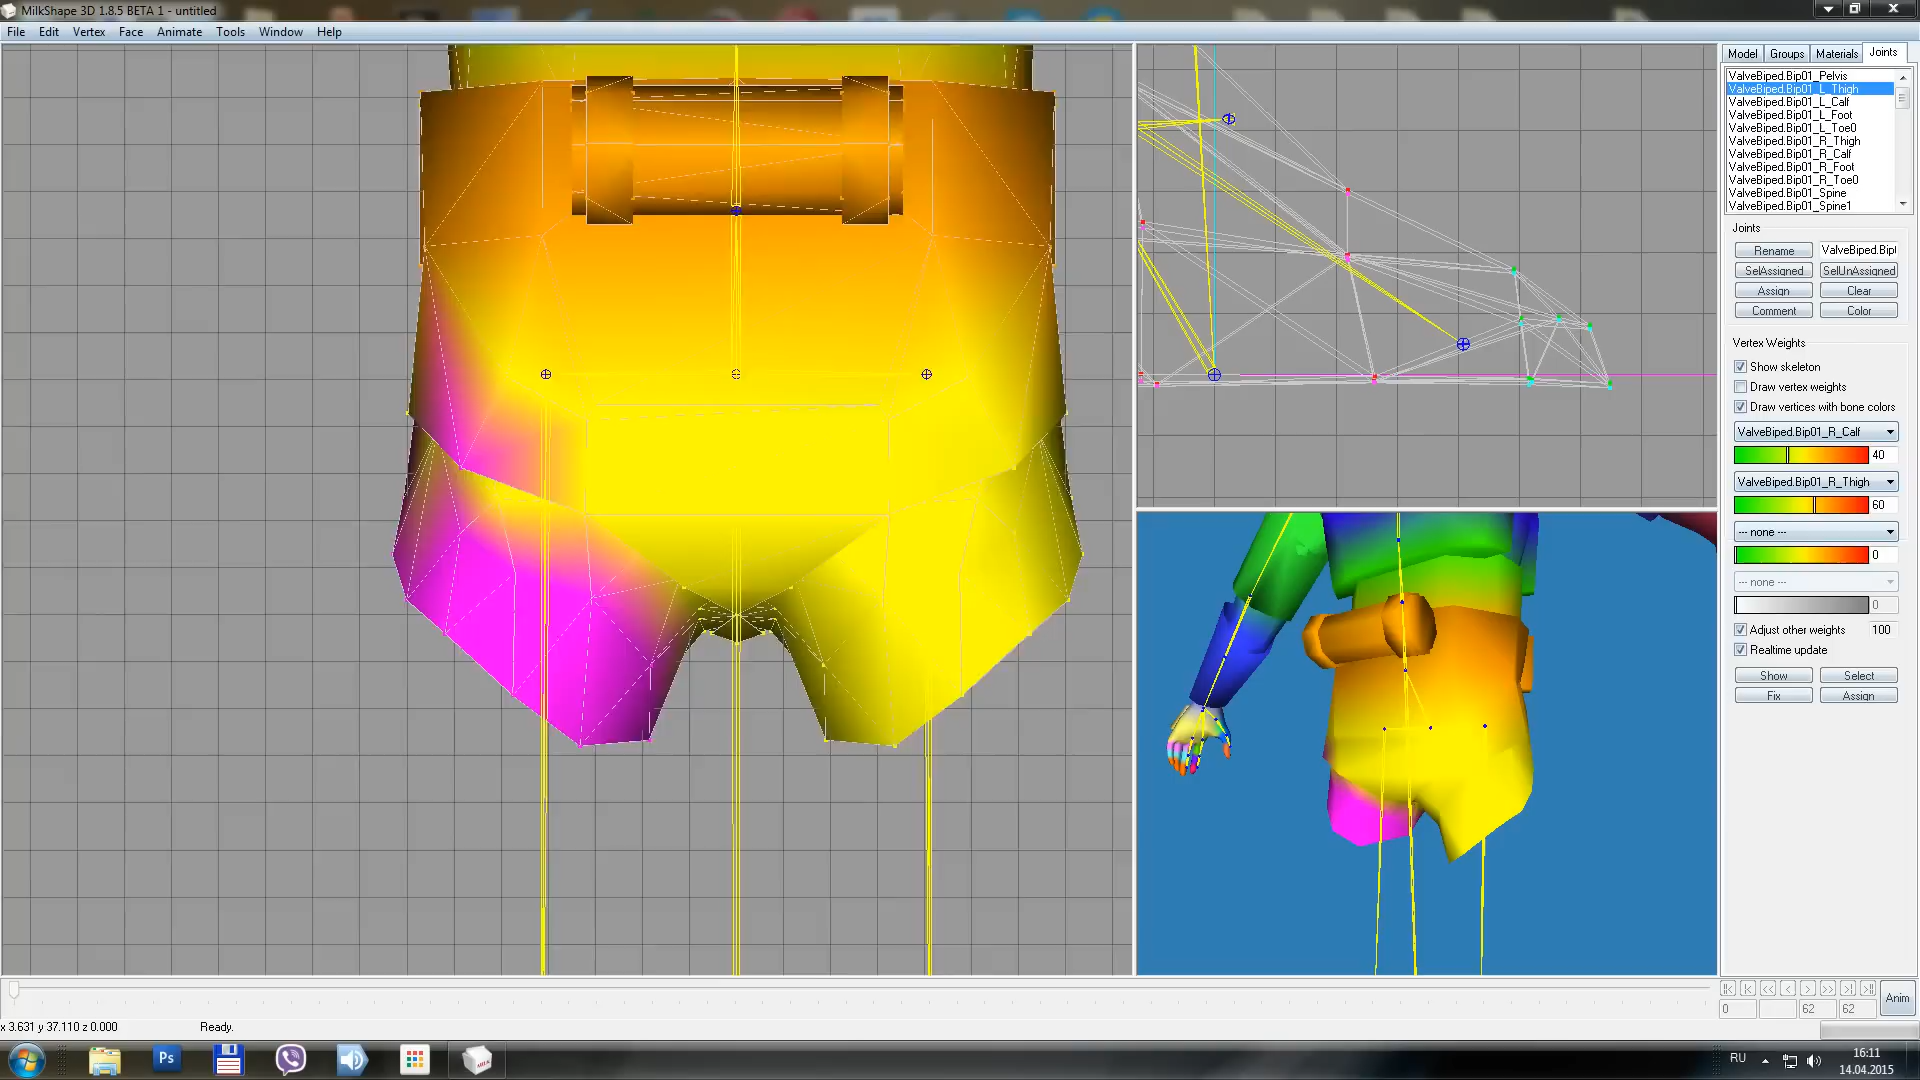 MilkShape 3D 1.8.5 BETA 1 - untitled
File Edit Vertex Face Animate Tools Window Help
Model Groups Materials Joints
ValveBiped.Bip01_Pelvis
ValveBiped.Bip01_L_Thigh
ValveBiped.Bip01_L_Calf
ValveBiped.Bip01_L_Foot
ValveBiped.Bip01_L_Toe0
ValveBiped.Bip01_R_Thigh
ValveBiped.Bip01_R_Calf
ValveBiped.Bip01_R_Foot
ValveBiped.Bip01_R_Toe0
ValveBiped.Bip01_Spine
ValveBiped.Bip01_Spine1
Joints
Rename ValveBiped.Bip
SelAssigned SelUnAssigned
Assign Clear
Comment Color
Vertex Weights
Show skeleton
Draw vertex weights
Draw vertices with bone colors
ValveBiped.Bip01_R_Calf
40
ValveBiped.Bip01_R_Thigh
60
--- none ---
0
--- none ---
0
Adjust other weights 100
Realtime update
Show Select
Fix Assign
0 62 62 Anim
x 3.631 y 37.110 z 0.000 Ready.
Ps
RU 16:11
14.04.2015